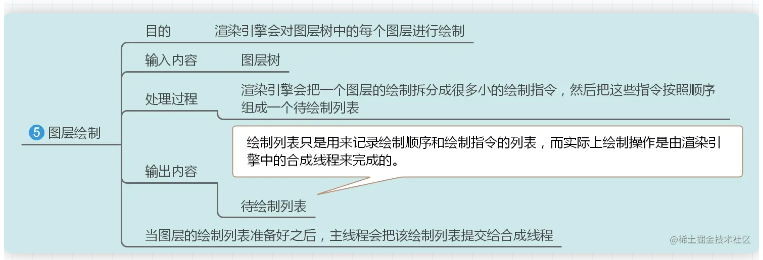 目的
渲染引擎会对图层树中的每个图层进行绘制
输入内容
图层树
处理过程
渲染引擎会把一个图层的绘制拆分成很多小的绘制指令，然后把这些指令按照顺序
组成一个待绘制列表
5 图层绘制
绘制列表只是用来记录绘制顺序和绘制指令的列表，而实际上绘制操作是由渲染引
擎中的合成线程来完成的。
输出内容
待绘制列表
当图层的绘制列表准备好之后，主线程会把该绘制列表提交给合成线程
@稀土掘金技术社区